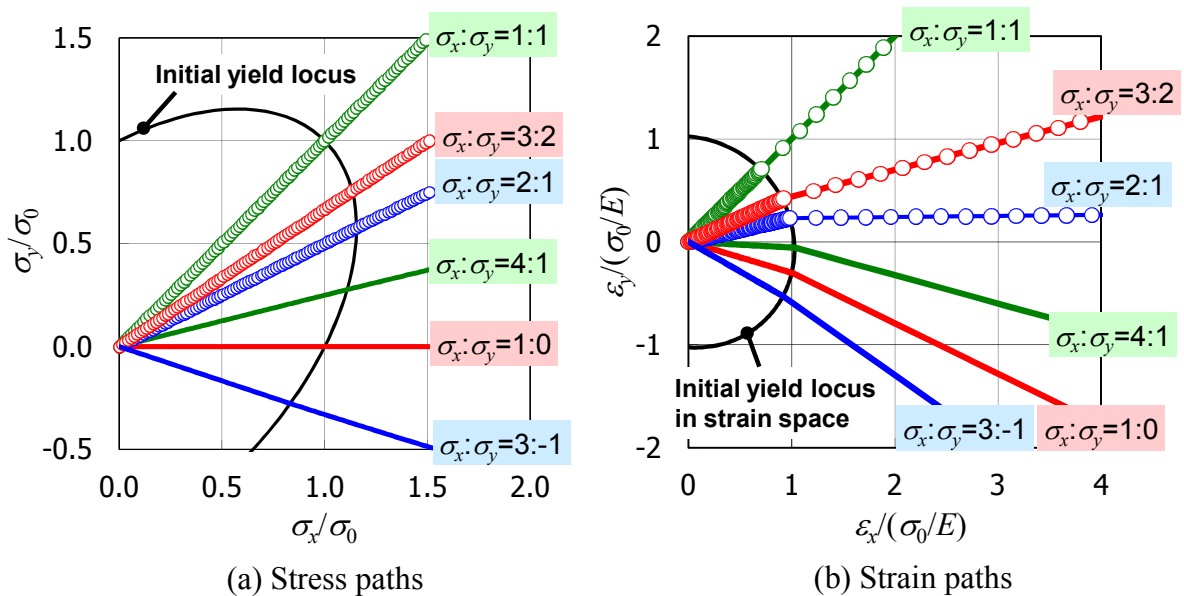 1.5
1.0
0.5
0.0
-0.5
σy/σ0
0.0 0.5 1.0 1.5 2.0
σx/σ0
Initial yield locus
σx:σy=1:1
σx:σy=3:2
σx:σy=2:1
σx:σy=4:1
σx:σy=1:0
σx:σy=3:-1
(a) Stress paths
2
1
0
-1
-2
εy/(σ0/E)
0 1 2 3 4
εx/(σ0/E)
σx:σy=1:1
σx:σy=3:2
σx:σy=2:1
σx:σy=4:1
Initial yield locus
in strain space
σx:σy=3:-1
σx:σy=1:0
(b) Strain paths